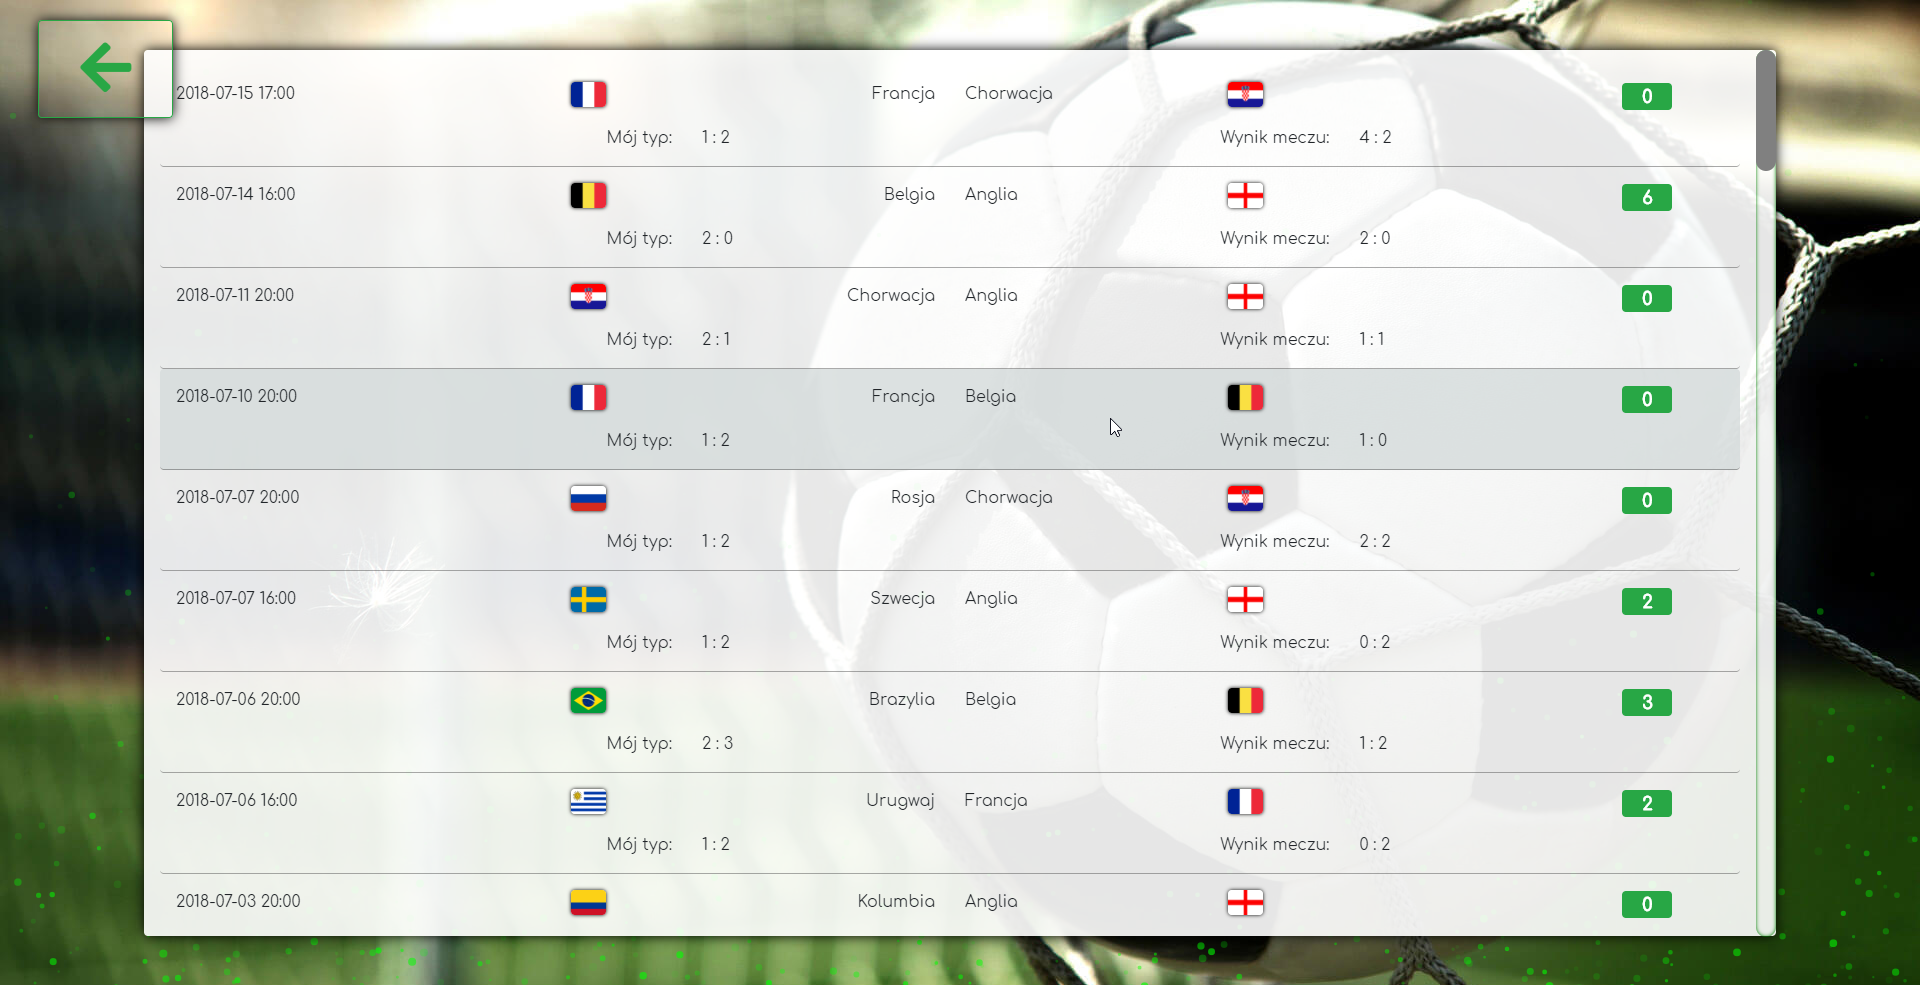 2018-07-15 17:00 Francja Chorwacja 0
Mój typ: 1 : 2 Wynik meczu: 4 : 2
2018-07-14 16:00 Belgia Anglia 6
Mój typ: 2 : 0 Wynik meczu: 2 : 0
2018-07-11 20:00 Chorwacja Anglia 0
Mój typ: 2 : 1 Wynik meczu: 1 : 1
2018-07-10 20:00 Francja Belgia 0
Mój typ: 1 : 2 Wynik meczu: 1 : 0
2018-07-07 20:00 Rosja Chorwacja 0
Mój typ: 1 : 2 Wynik meczu: 2 : 2
2018-07-07 16:00 Szwecja Anglia 2
Mój typ: 1 : 2 Wynik meczu: 0 : 2
2018-07-06 20:00 Brazylia Belgia 3
Mój typ: 2 : 3 Wynik meczu: 1 : 2
2018-07-06 16:00 Urugwaj Francja 2
Mój typ: 1 : 2 Wynik meczu: 0 : 2
2018-07-03 20:00 Kolumbia Anglia 0